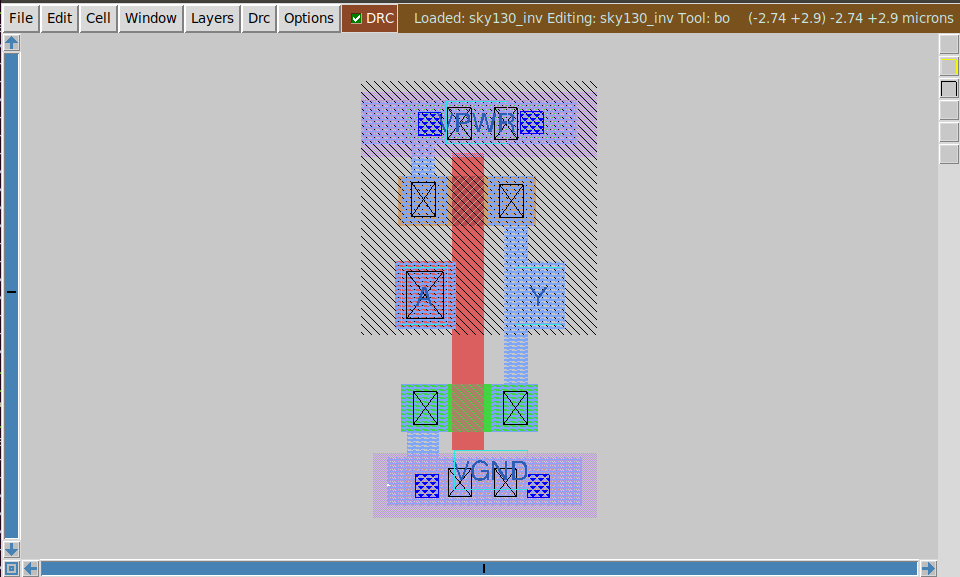 File Edit Cell Window Layers Drc Options DRC Loaded: sky130_inv Editing: sky130_inv Tool: bo (-2.74 +2.9) -2.74 +2.9 microns
VPWR
A Y
VGND